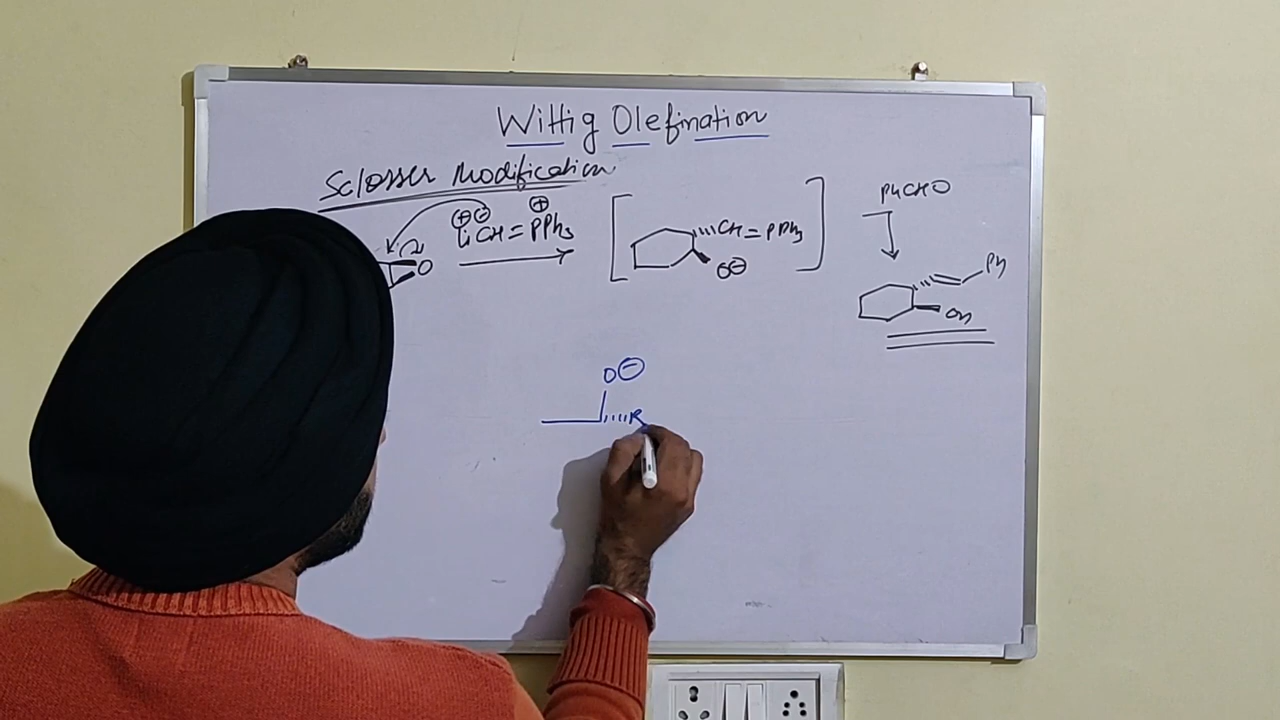 Wittig Olefination
Sclosser Modification
PhCHO
⊕ ⊖ ⊕
LiCH=PPh₃
O
CH=PPh₃
O⊖
Ph
OH
O⊖
R